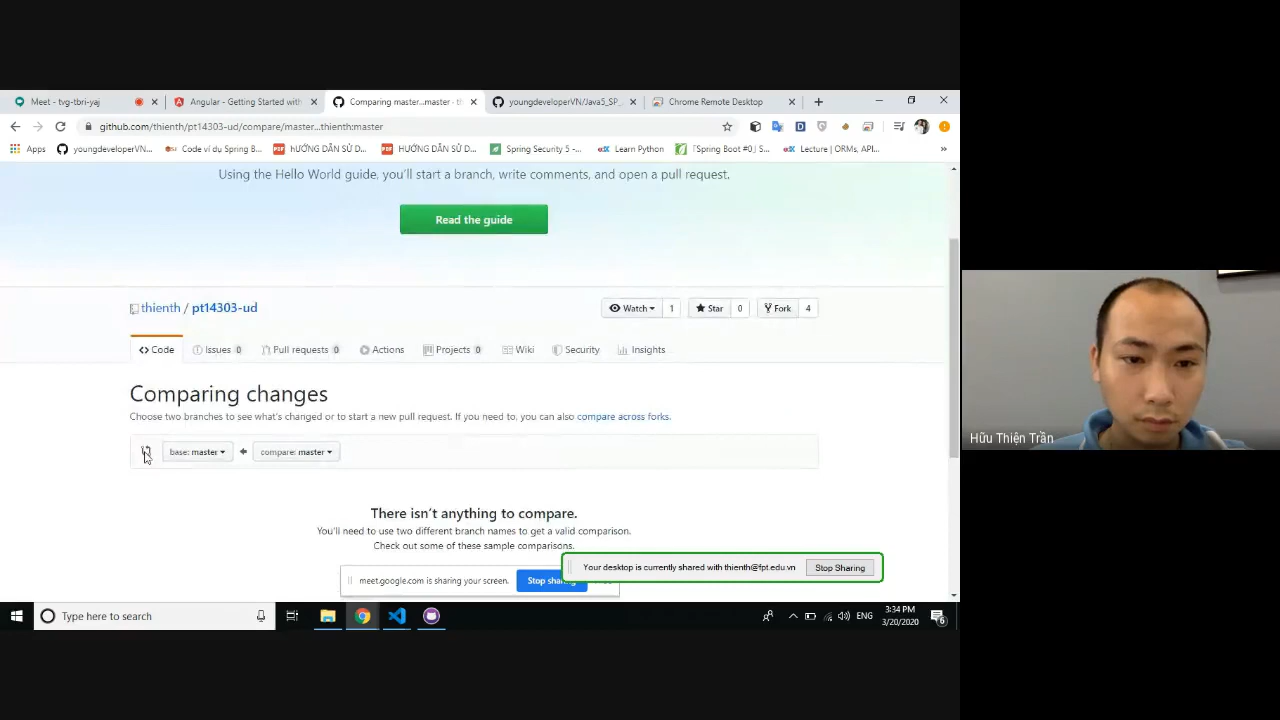 Meet - tvg-tbri-yaj
Angular - Getting Started with
Comparing master...master · th
youngdeveloperVN/Java5_SP_
Chrome Remote Desktop
github.com/thienth/pt14303-ud/compare/master...thienth:master
Apps
youngdeveloperVN...
Code ví dụ Spring B...
HƯỚNG DẪN SỬ D...
HƯỚNG DẪN SỬ D...
Spring Security 5 -...
Learn Python
「Spring Boot #0」S...
Lecture | ORMs, API...
Using the Hello World guide, you'll start a branch, write comments, and open a pull request.
Read the guide
thienth / pt14303-ud
Watch 1
Star 0
Fork 4
Code
Issues 0
Pull requests 0
Actions
Projects 0
Wiki
Security
Insights
Comparing changes
Choose two branches to see what's changed or to start a new pull request. If you need to, you can also compare across forks.
base: master
compare: master
There isn't anything to compare.
You'll need to use two different branch names to get a valid comparison.
Check out some of these sample comparisons.
Your desktop is currently shared with thienth@fpt.edu.vn
Stop Sharing
meet.google.com is sharing your screen.
Stop shar
Type here to search
ENG
3:34 PM
3/20/2020
6
Hữu Thiện Trần